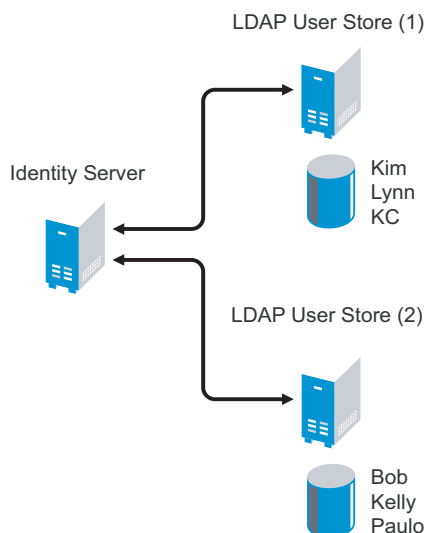 LDAP User Store (1)
Identity Server
Kim
Lynn
KC
LDAP User Store (2)
Bob
Kelly
Paulo